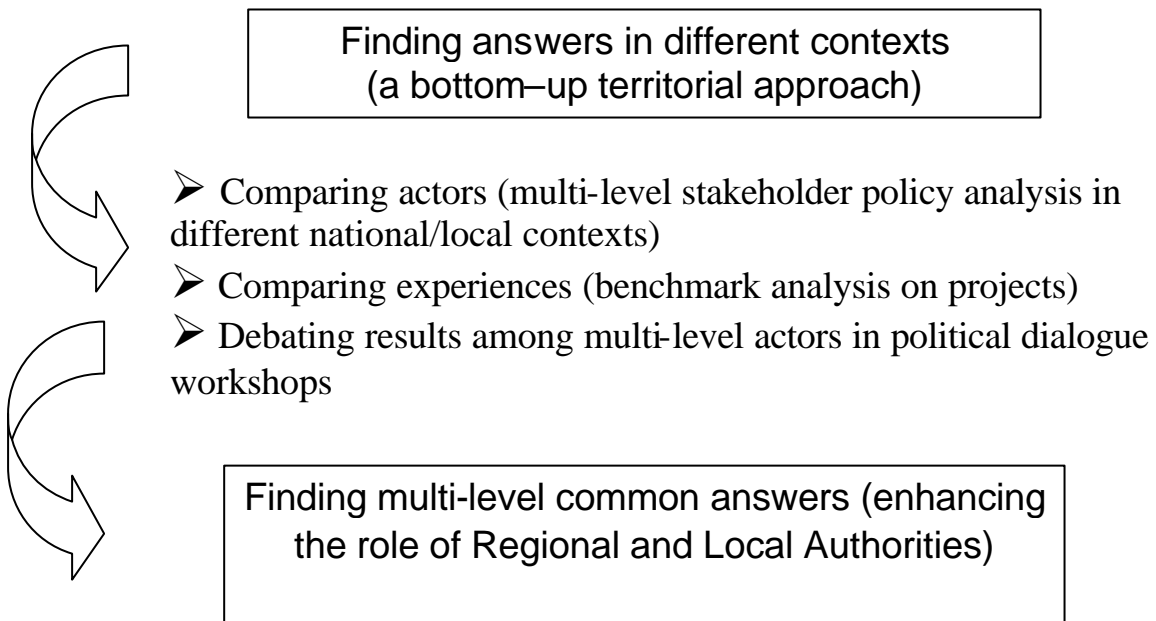 Finding answers in different contexts
(a bottom–up territorial approach)
➢ Comparing actors (multi-level stakeholder policy analysis in
different national/local contexts)
➢ Comparing experiences (benchmark analysis on projects)
➢ Debating results among multi-level actors in political dialogue
workshops
Finding multi-level common answers (enhancing
the role of Regional and Local Authorities)